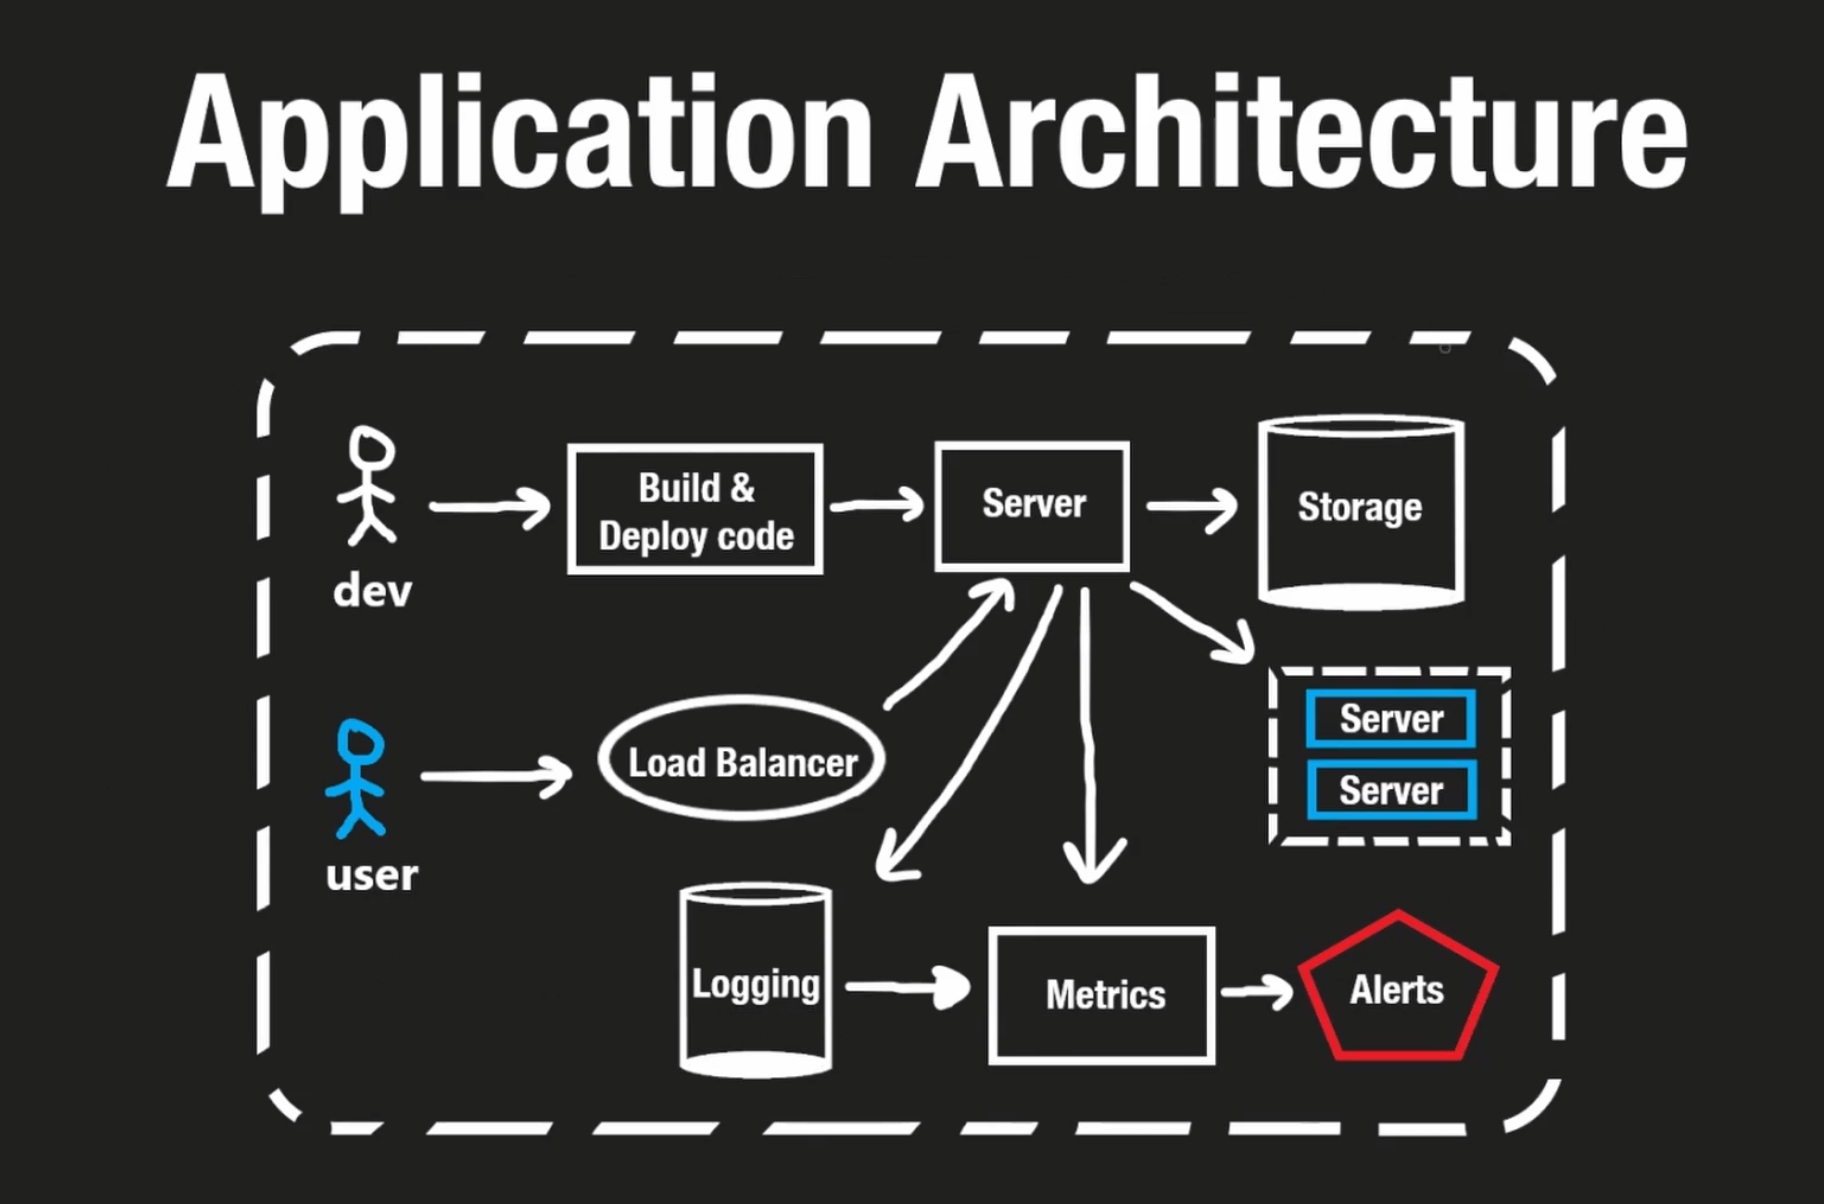 Application Architecture
Build &
Deploy code
Server
Storage
dev
Load Balancer
Server
Server
user
Logging
Metrics
Alerts